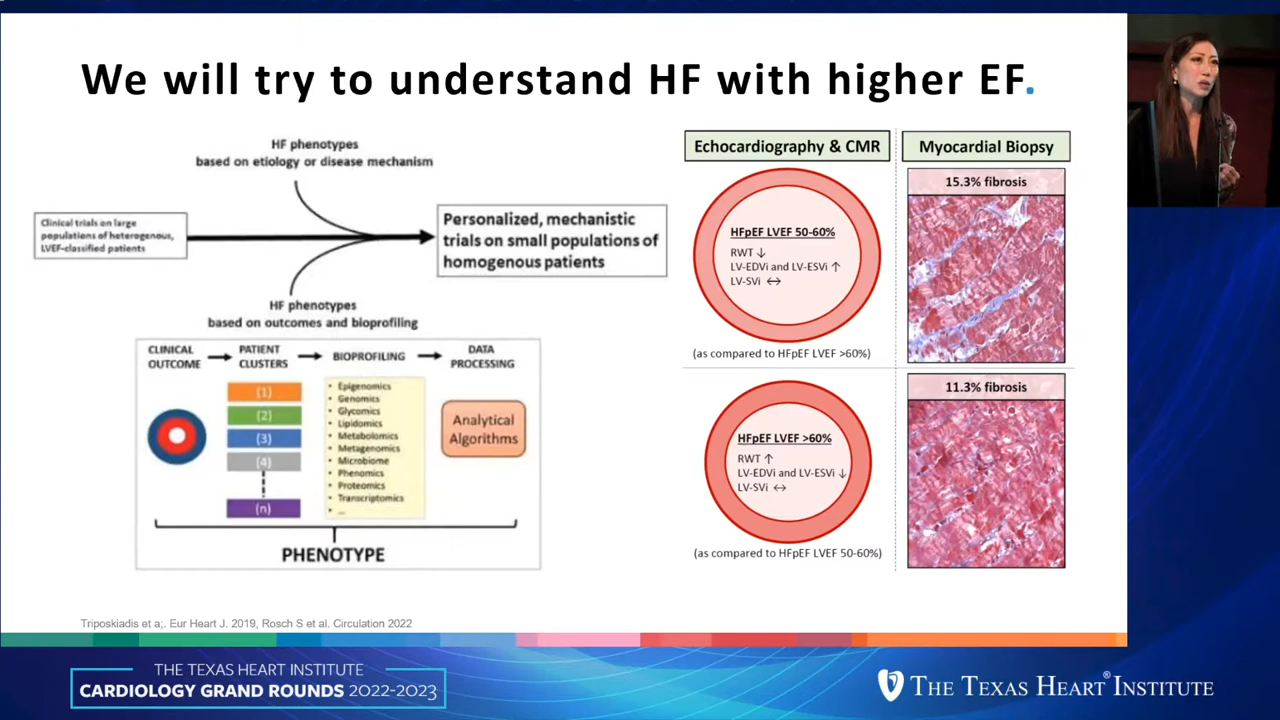 We will try to understand HF with higher EF.
HF phenotypes
based on etiology or disease mechanism
Clinical trials on large
populations of heterogenous,
LVEF-classified patients
Personalized, mechanistic
trials on small populations of
homogenous patients
HF phenotypes
based on outcomes and bioprofiling
CLINICAL
OUTCOME
PATIENT
CLUSTERS
BIOPROFILING
DATA
PROCESSING
(1)
(2)
(3)
(4)
(n)
• Epigenomics
• Genomics
• Glycomics
• Lipidomics
• Metabolomics
• Metagenomics
• Microbiome
• Phenomics
• Proteomics
• Transcriptomics
• ...
Analytical
Algorithms
PHENOTYPE
Echocardiography & CMR
Myocardial Biopsy
HFpEF LVEF 50-60%
RWT ↓
LV-EDVi and LV-ESVi ↑
LV-SVi ↔
(as compared to HFpEF LVEF >60%)
15.3% fibrosis
HFpEF LVEF >60%
RWT ↑
LV-EDVi and LV-ESVi ↓
LV-SVi ↔
(as compared to HFpEF LVEF 50-60%)
11.3% fibrosis
Triposkiadis et a;. Eur Heart J. 2019, Rosch S et al. Circulation 2022
THE TEXAS HEART INSTITUTE
CARDIOLOGY GRAND ROUNDS 2022-2023
THE TEXAS HEART® INSTITUTE